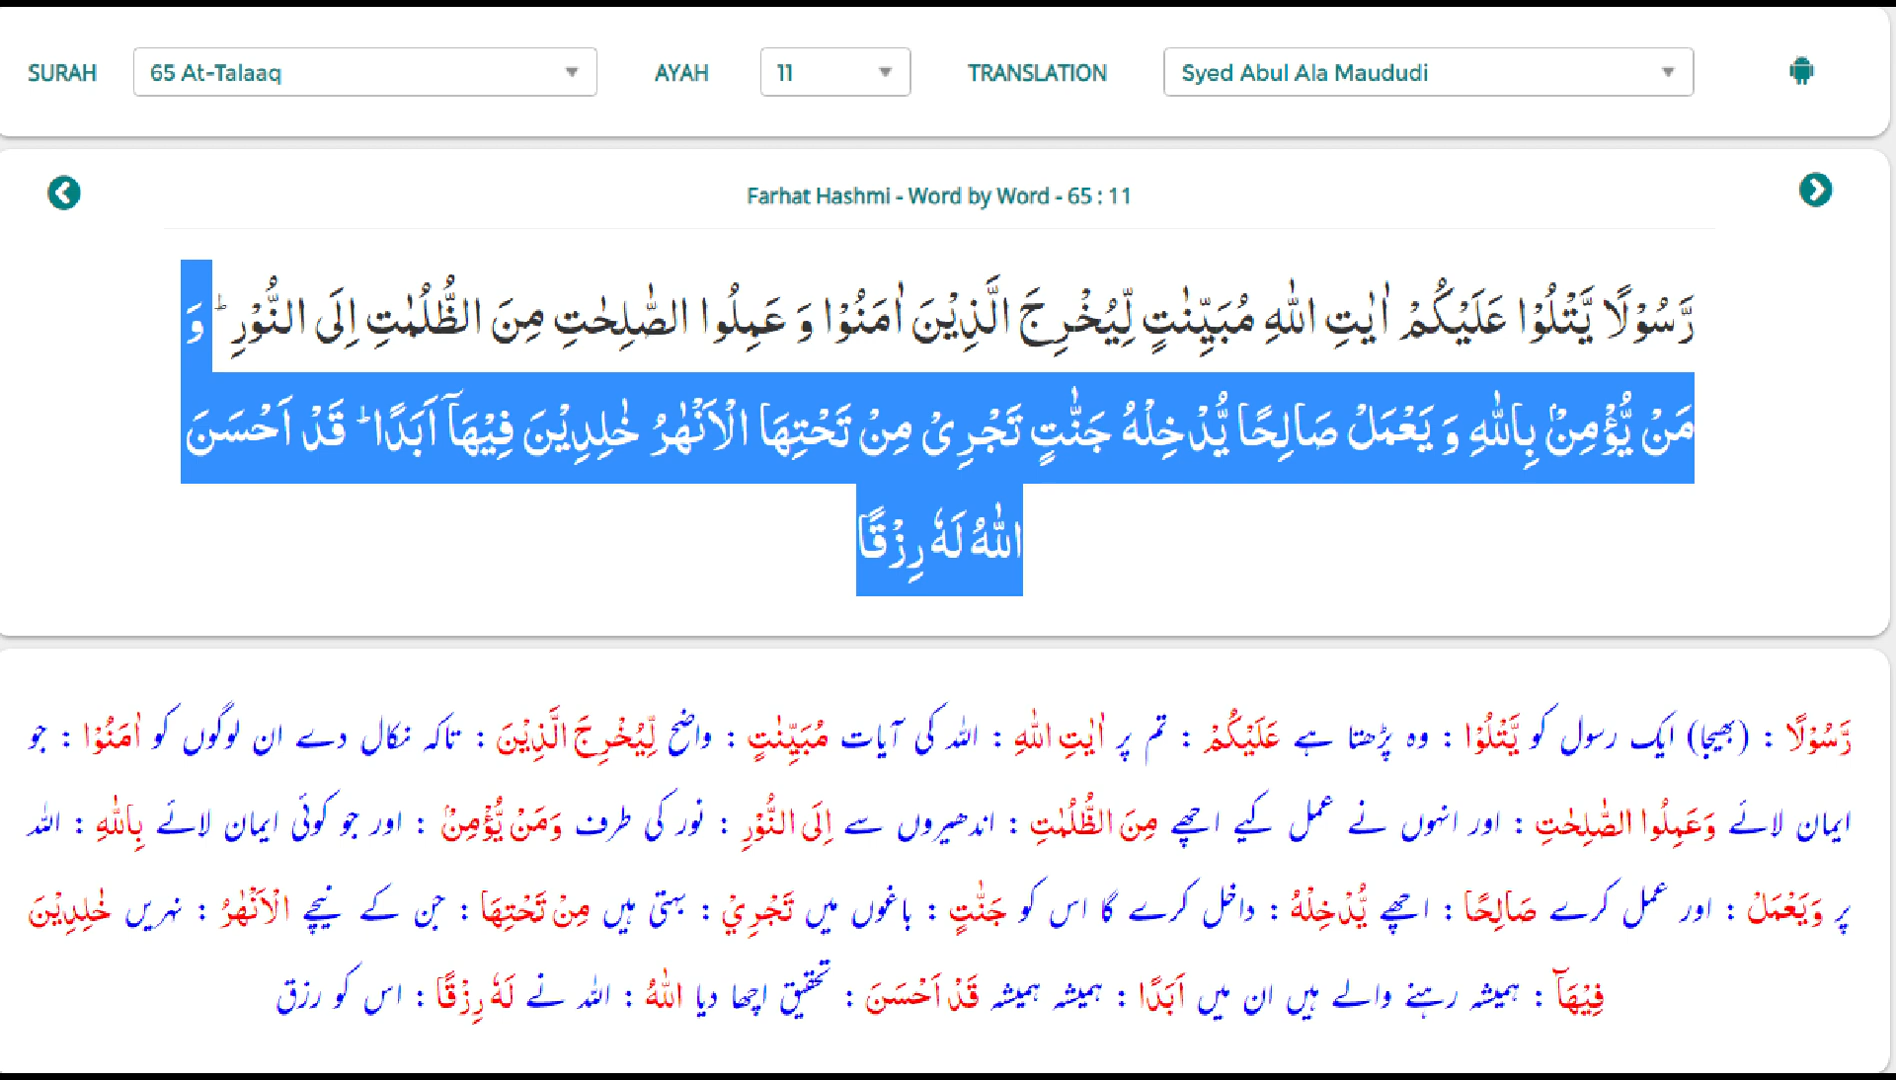 SURAH 65 At-Talaaq AYAH 11 TRANSLATION Syed Abul Ala Maududi
Farhat Hashmi - Word by Word - 65 : 11
رَّسُوْلًا يَّتْلُوْا عَلَيْكُمْ اٰيٰتِ اللّٰهِ مُبَيِّنٰتٍ لِّيُخْرِجَ الَّذِيْنَ اٰمَنُوْا وَ عَمِلُوا الصّٰلِحٰتِ مِنَ الظُّلُمٰتِ اِلَى النُّوْرِ ؕ وَ
مَنْ يُّؤْمِنْۢ بِاللّٰهِ وَ يَعْمَلْ صَالِحًا يُّدْخِلْهُ جَنّٰتٍ تَجْرِيْ مِنْ تَحْتِهَا الْاَنْهٰرُ خٰلِدِيْنَ فِيْهَاۤ اَبَدًا ؕ قَدْ اَحْسَنَ
اللّٰهُ لَهٗ رِزْقًا
رَّسُوْلًا : (بھیجا) ایک رسول کو يَّتْلُوْا : وہ پڑھتا ہے عَلَيْكُمْ : تم پر اٰيٰتِ اللّٰهِ : اللہ کی آیات مُبَيِّنٰتٍ : واضح لِّيُخْرِجَ الَّذِيْنَ : تاکہ نکال دے ان لوگوں کو اٰمَنُوْا : جو
ایمان لائے وَعَمِلُوا الصّٰلِحٰتِ : اور انہوں نے عمل کیے اچھے مِنَ الظُّلُمٰتِ : اندھیروں سے اِلَى النُّوْرِ : نور کی طرف وَمَنْ يُّؤْمِنْۢ : اور جو کوئی ایمان لائے بِاللّٰهِ : اللہ
پر وَيَعْمَلْ : اور عمل کرے صَالِحًا : اچھے يُّدْخِلْهُ : داخل کرے گا اس کو جَنّٰتٍ : باغوں میں تَجْرِيْ : بہتی ہیں مِنْ تَحْتِهَا : جن کے نیچے الْاَنْهٰرُ : نہریں خٰلِدِيْنَ
فِيْهَاۤ : ہمیشہ رہنے والے ہیں ان میں اَبَدًا : ہمیشہ ہمیشہ قَدْ اَحْسَنَ : تحقیق اچھا دیا اللّٰهُ : اللہ نے لَهٗ رِزْقًا : اس کو رزق